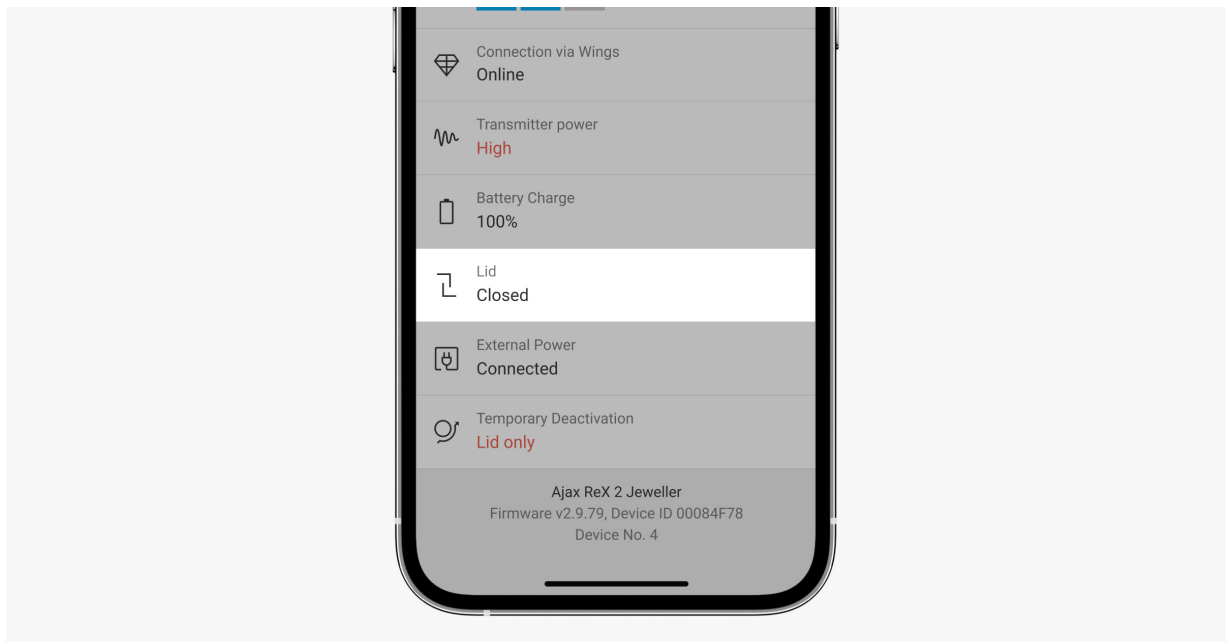 Connection via Wings
Online
Transmitter power
High
Battery Charge
100%
Lid
Closed
External Power
Connected
Temporary Deactivation
Lid only
Ajax ReX 2 Jeweller
Firmware v2.9.79, Device ID 00084F78
Device No. 4